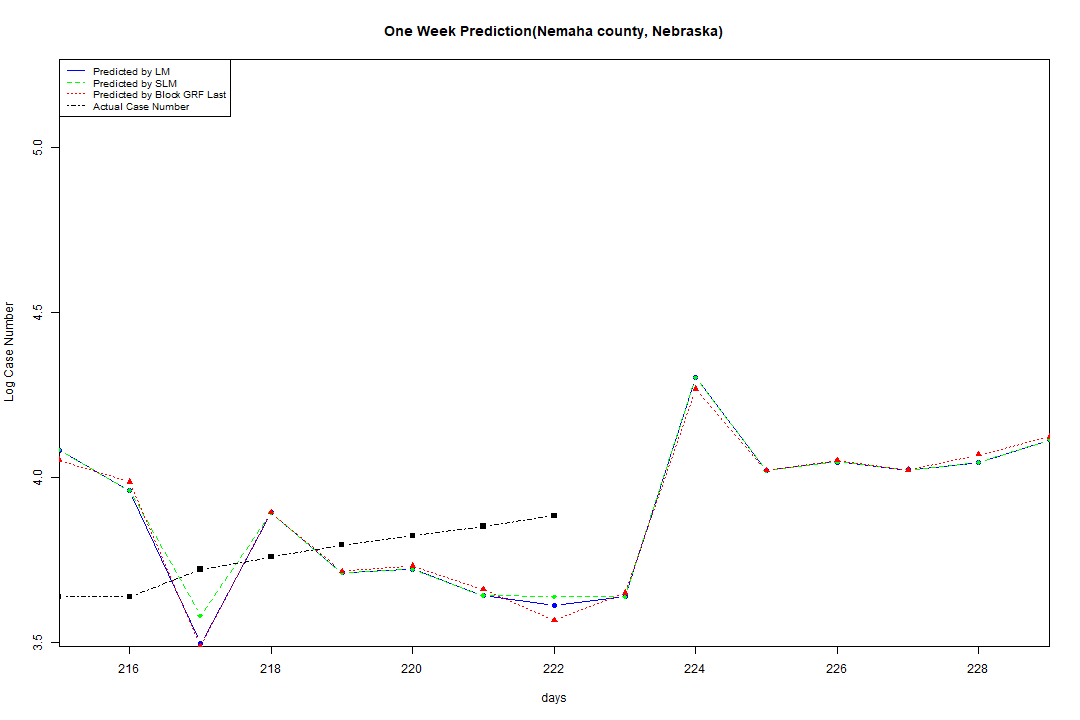 One Week Prediction(Nemaha county, Nebraska)
Predicted by LM
Predicted by SLM
Predicted by Block GRF Last
Actual Case Number
5.0
4.5
4.0
3.5
Log Case Number
216 218 220 222 224 226 228
days